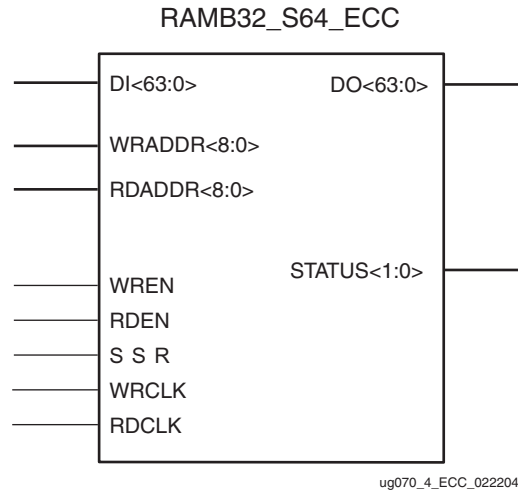 RAMB32_S64_ECC
DI<63:0> DO<63:0>
WRADDR<8:0>
RDADDR<8:0>
STATUS<1:0>
WREN
RDEN
S S R
WRCLK
RDCLK
ug070_4_ECC_022204